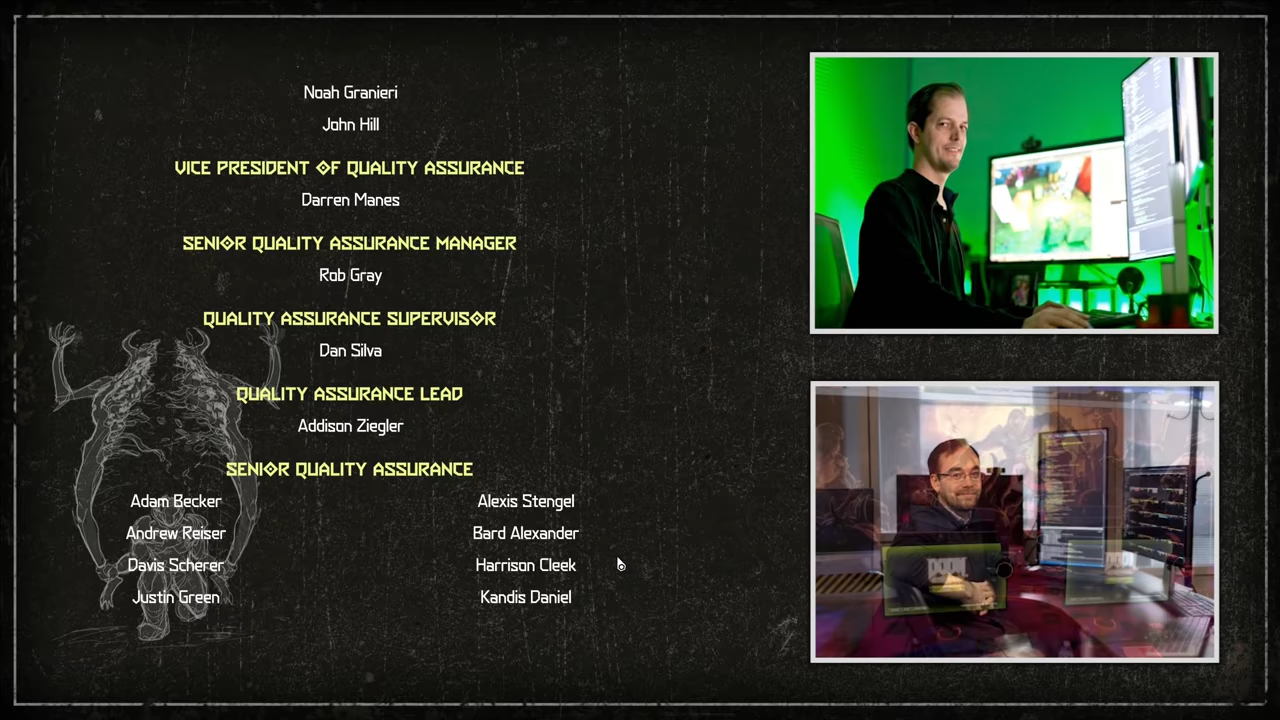 Noah Granieri
John Hill
VICE PRESIDENT OF QUALITY ASSURANCE
Darren Manes
SENIOR QUALITY ASSURANCE MANAGER
Rob Gray
QUALITY ASSURANCE SUPERVISOR
Dan Silva
QUALITY ASSURANCE LEAD
Addison Ziegler
SENIOR QUALITY ASSURANCE
Adam Becker
Alexis Stengel
Andrew Reiser
Bard Alexander
Davis Scherer
Harrison Cleek
Justin Green
Kandis Daniel
DOOM